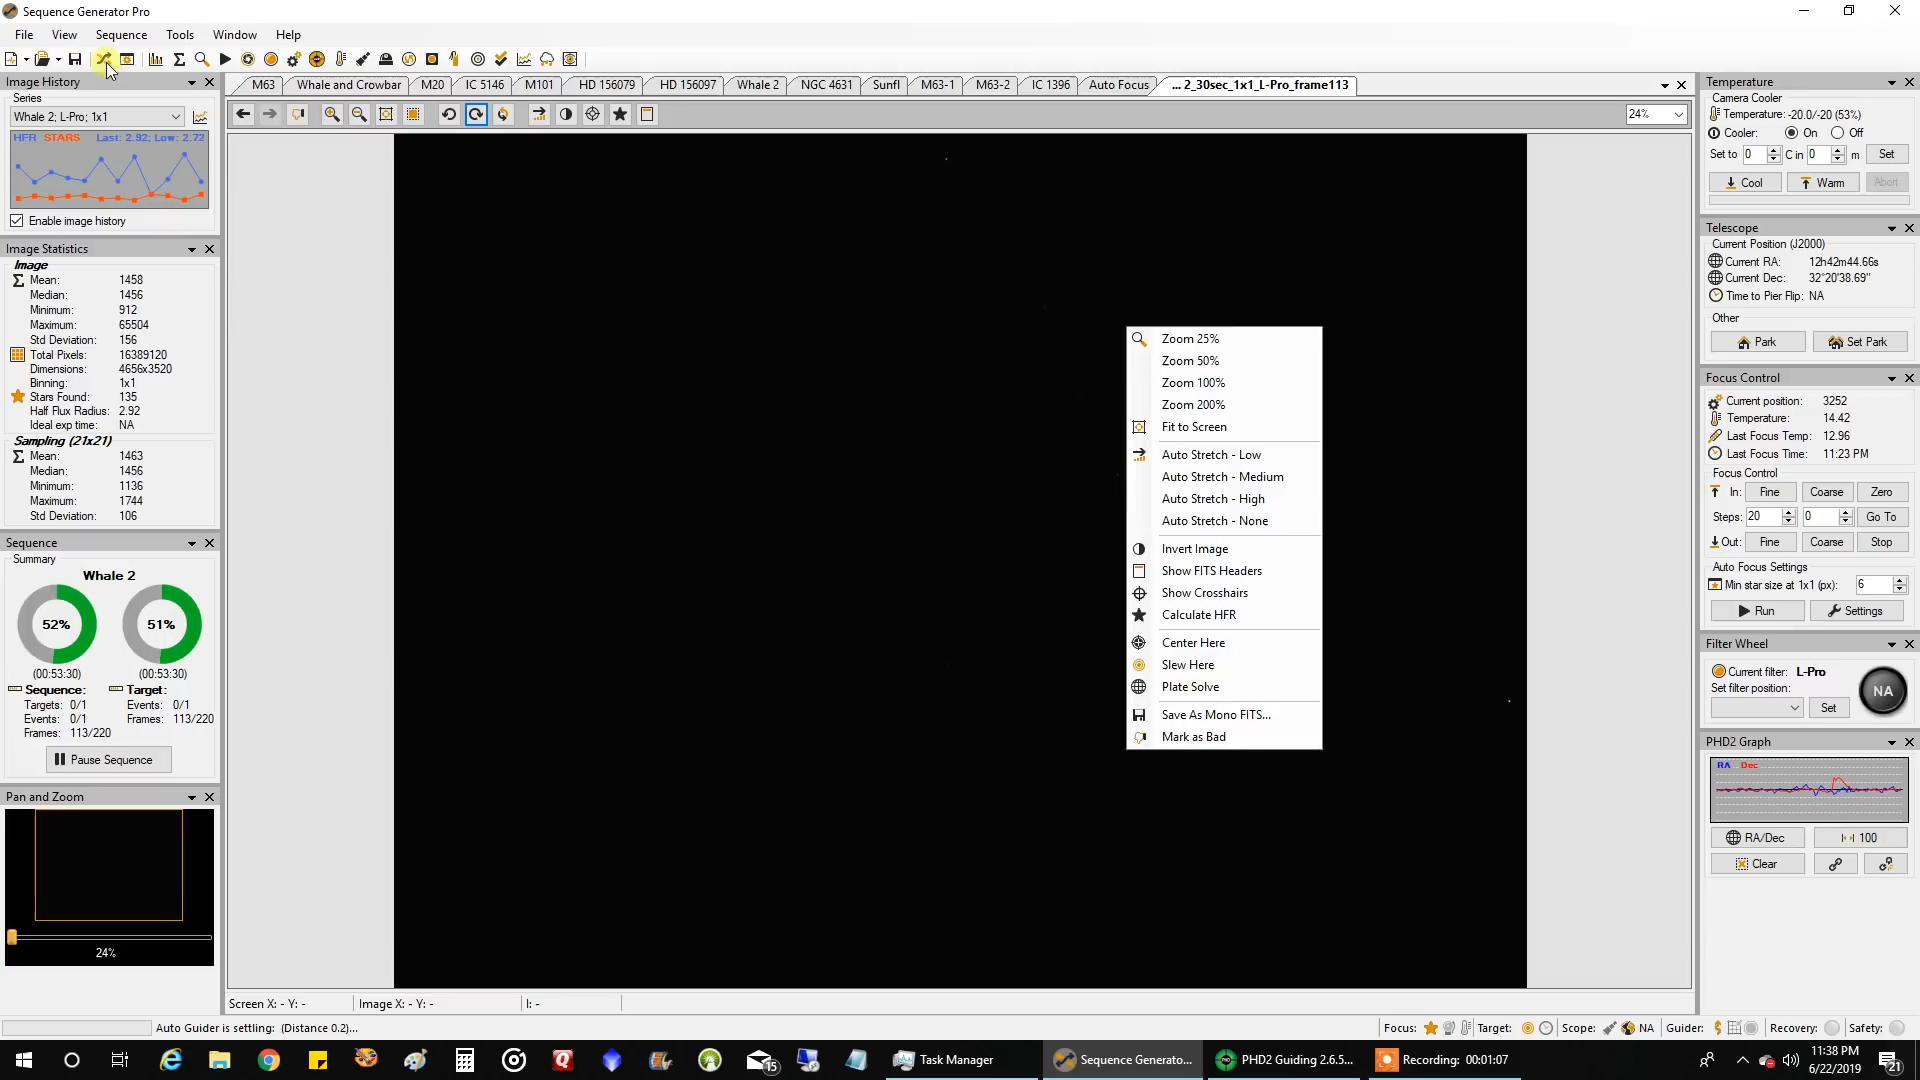 Sequence Generator Pro
File View Sequence Tools Window Help
Image History
Series
Whale 2; L-Pro; 1x1
HFR STARS Last: 2.92; Low: 2.72
Enable image history
Image Statistics
Image
Mean: 1458
Median: 1456
Minimum: 912
Maximum: 65504
Std Deviation: 156
Total Pixels: 16389120
Dimensions: 4656x3520
Binning: 1x1
Stars Found: 135
Half Flux Radius: 2.92
Ideal exp time: NA
Sampling (21x21)
Mean: 1463
Median: 1456
Minimum: 1136
Maximum: 1744
Std Deviation: 106
Sequence
Summary
Whale 2
52% 51%
(00:53:30) (00:53:30)
Sequence: Target:
Targets: 0/1 Events: 0/1
Events: 0/1 Frames: 113/220
Frames: 113/220
Pause Sequence
Pan and Zoom
24%
M63 Whale and Crowbar M20 IC 5146 M101 HD 156079 HD 156097 Whale 2 NGC 4631 Sunfl M63-1 M63-2 IC 1396 Auto Focus ... 2_30sec_1x1_L-Pro_frame113
24%
Zoom 25%
Zoom 50%
Zoom 100%
Zoom 200%
Fit to Screen
Auto Stretch - Low
Auto Stretch - Medium
Auto Stretch - High
Auto Stretch - None
Invert Image
Show FITS Headers
Show Crosshairs
Calculate HFR
Center Here
Slew Here
Plate Solve
Save As Mono FITS...
Mark as Bad
Screen X: - Y: - Image X: - Y: - I: -
Temperature
Camera Cooler
Temperature: -20.0/-20 (53%)
Cooler: On Off
Set to 0 C in 0 m Set
Cool Warm Abort
Telescope
Current Position (J2000)
Current RA: 12h42m44.66s
Current Dec: 32°20'38.69"
Time to Pier Flip: NA
Other
Park Set Park
Focus Control
Current position: 3252
Temperature: 14.42
Last Focus Temp: 12.96
Last Focus Time: 11:23 PM
Focus Control
In: Fine Coarse Zero
Steps: 20 0 Go To
Out: Fine Coarse Stop
Auto Focus Settings
Min star size at 1x1 (px): 6
Run Settings
Filter Wheel
Current filter: L-Pro
Set filter position:
Set
NA
PHD2 Graph
RA Dec
RA/Dec 100
Clear
Auto Guider is settling: (Distance 0.2)...
Focus: Target: Scope: NA Guider: Recovery: Safety:
15
Task Manager
Sequence Generato...
PHD2 Guiding 2.6.5...
Recording: 00:01:07
11:38 PM
6/22/2019
21